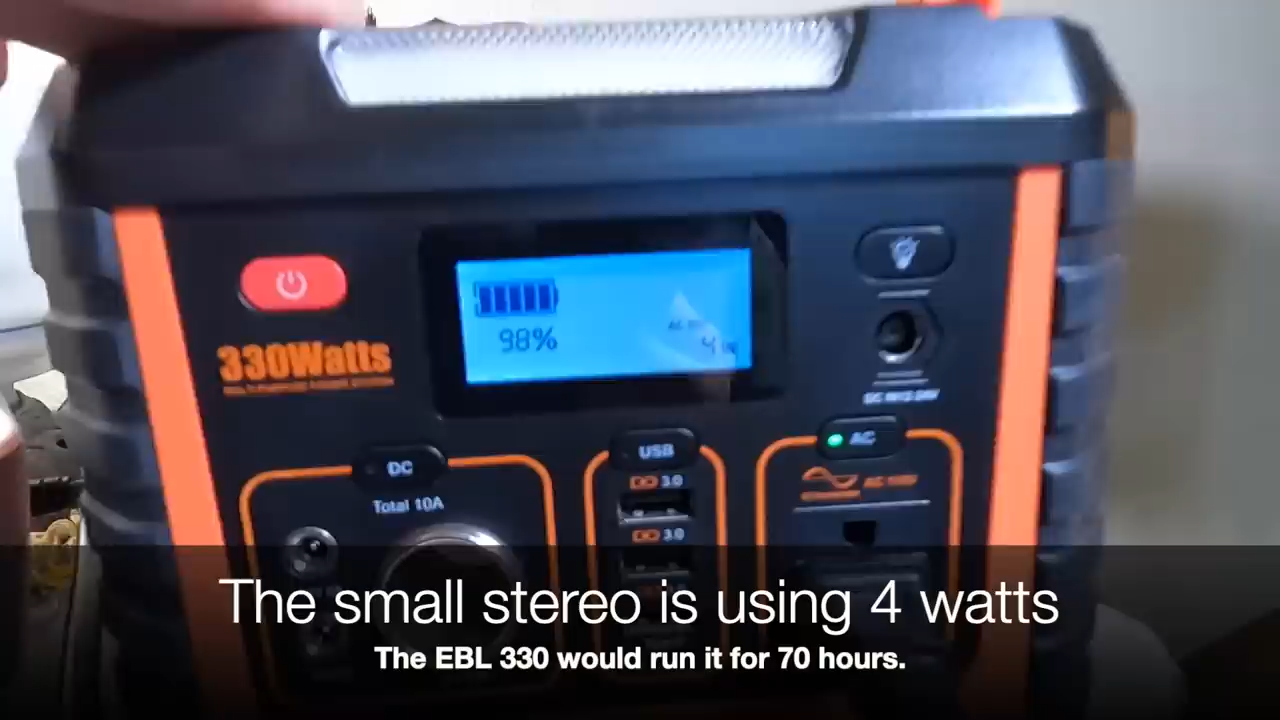 98%
4
330Watts
DC
Total 10A
USB
3.0
3.0
AC
The small stereo is using 4 watts
The EBL 330 would run it for 70 hours.